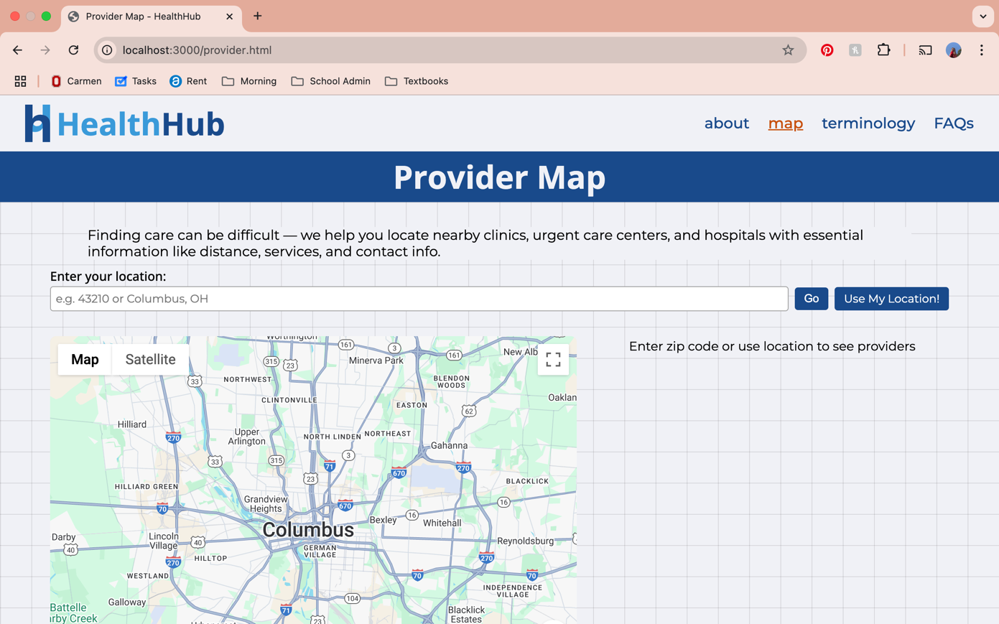 Provider Map - HealthHub
localhost:3000/provider.html
Carmen Tasks Rent Morning School Admin Textbooks
HealthHub
about map terminology FAQs
Provider Map
Finding care can be difficult — we help you locate nearby clinics, urgent care centers, and hospitals with essential
information like distance, services, and contact info.
Enter your location:
e.g. 43210 or Columbus, OH
Go
Use My Location!
Enter zip code or use location to see providers
Map Satellite
Worthington
161
3
Minerva Park
161
New Alb
315
23
33
NORTHWEST
BLENDON
WOODS
CLINTONVILLE
EASTON
Oaklan
62
Hilliard
270
Upper
Arlington
NORTH LINDEN
NORTHEAST
Gahanna
33
315
71
3
670
270
23
HILLIARD GREEN
BLACKLICK
70
Grandview
Heights
670
16
Bexley
16
Whitehall
Columbus
Darby
40
Lincoln
Village
40
Reynoldsburg
GERMAN
VILLAGE
270
HILLTOP
270
WESTLAND
70
70
INDEPENDENCE
VILLAGE
Galloway
104
71
Battelle
arby Creek
23
Blacklick
Estates